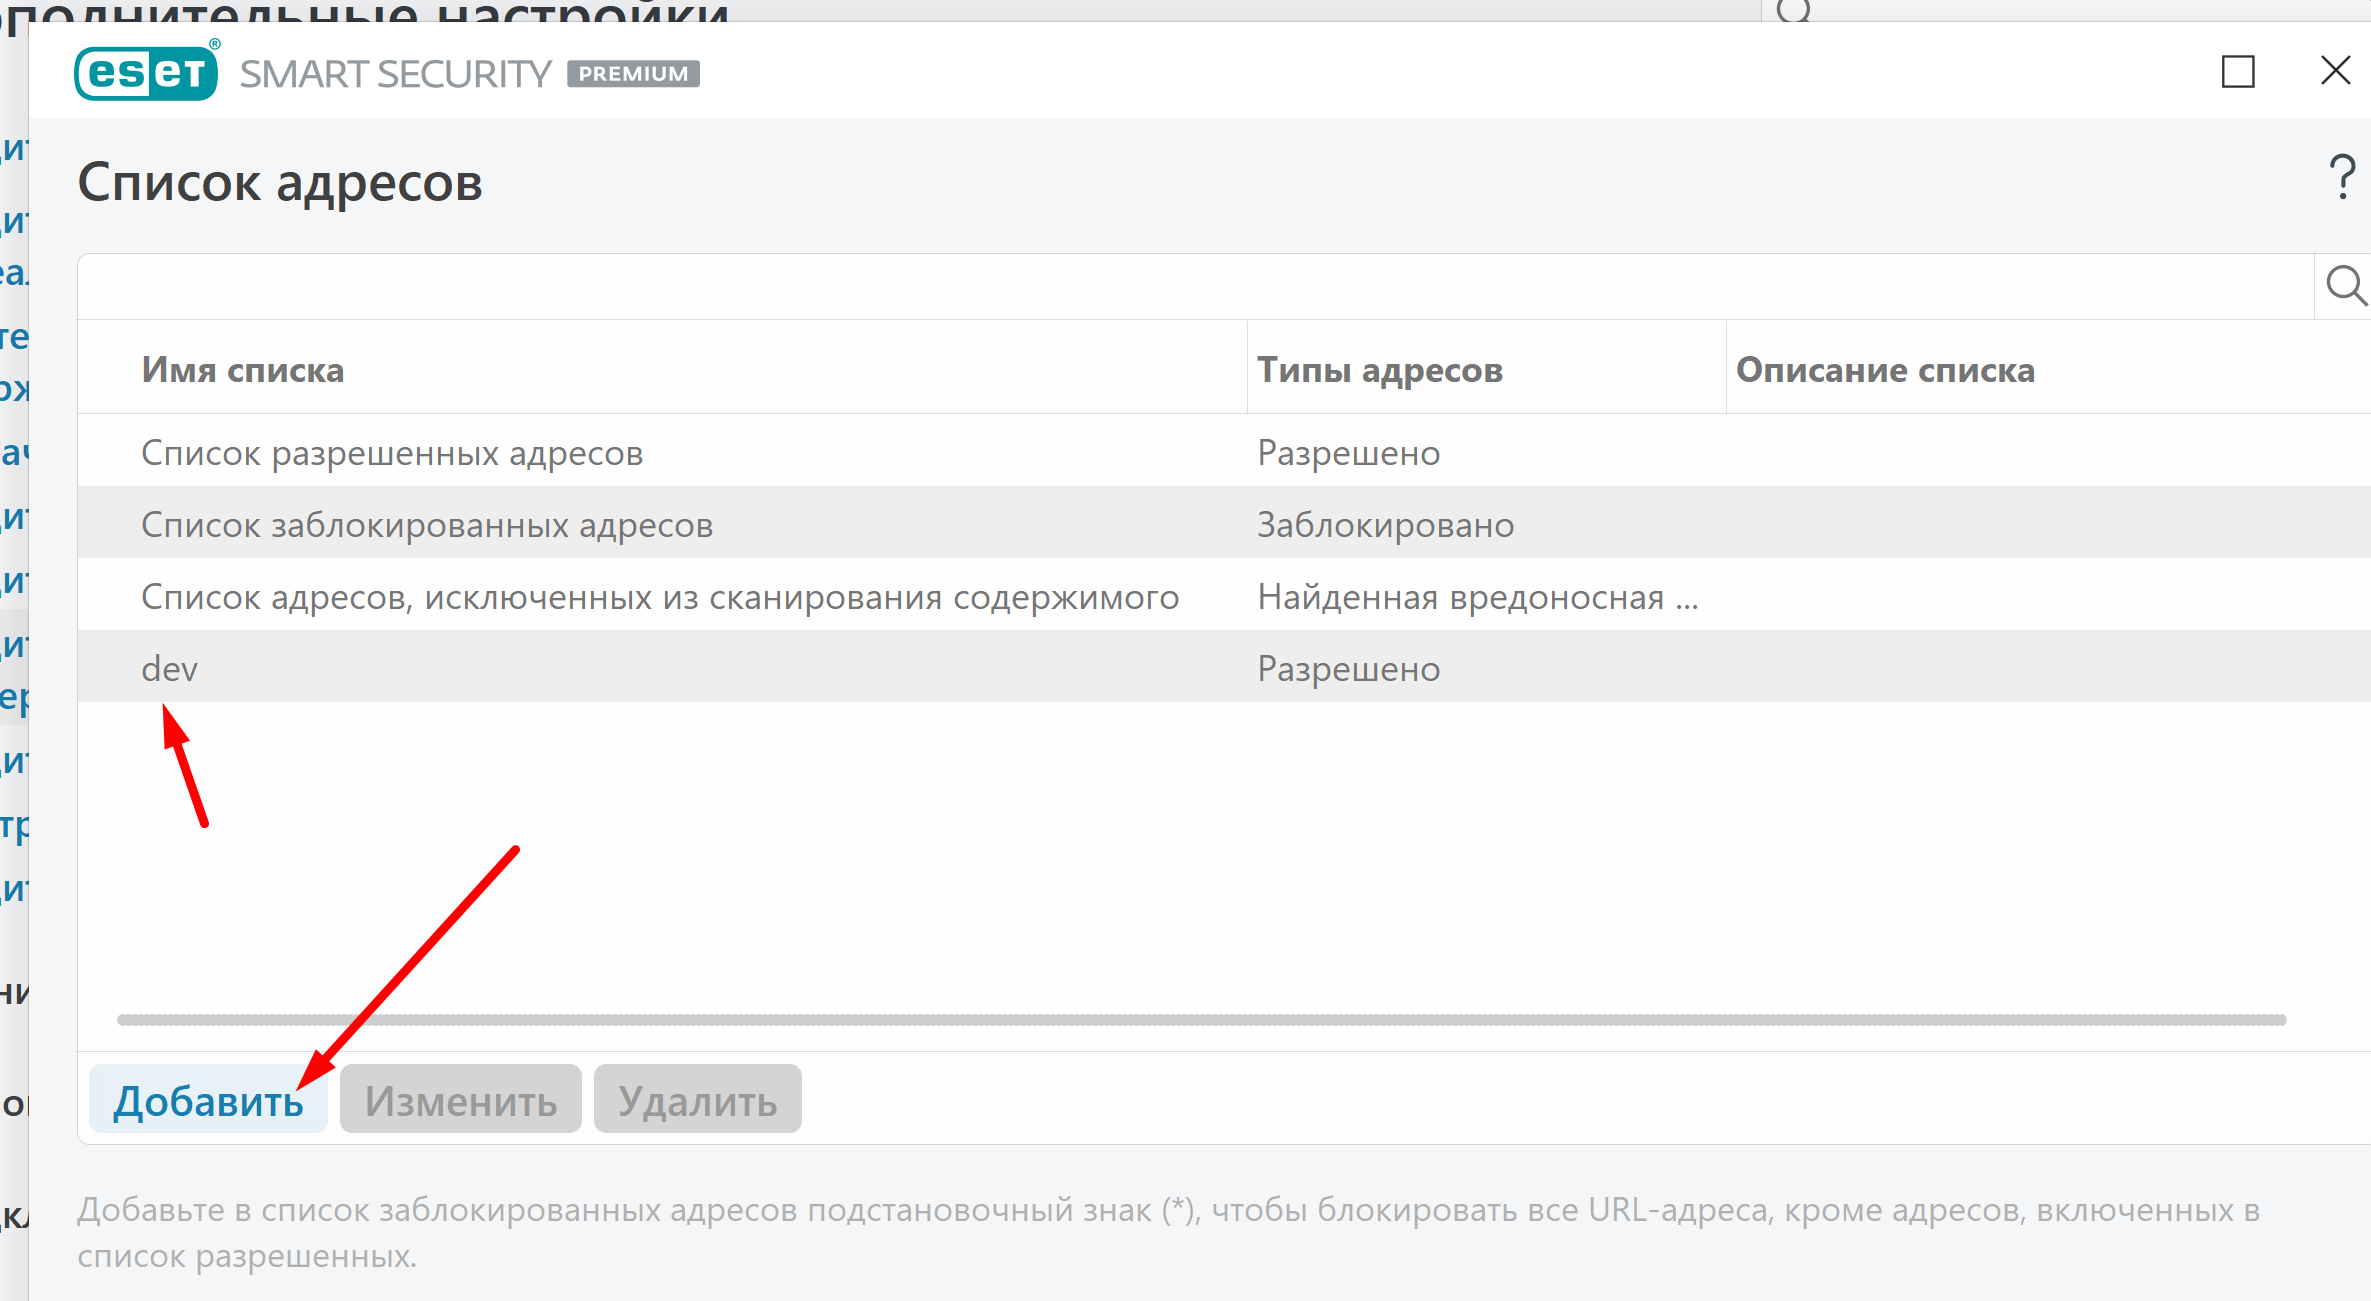 ополнительные настройки
eset® SMART SECURITY PREMIUM
Список адресов
?
Имя списка Типы адресов Описание списка
Список разрешенных адресов Разрешено
Список заблокированных адресов Заблокировано
Список адресов, исключенных из сканирования содержимого Найденная вредоносная ...
dev Разрешено
Добавить Изменить Удалить
Добавьте в список заблокированных адресов подстановочный знак (*), чтобы блокировать все URL-адреса, кроме адресов, включенных в
список разрешенных.